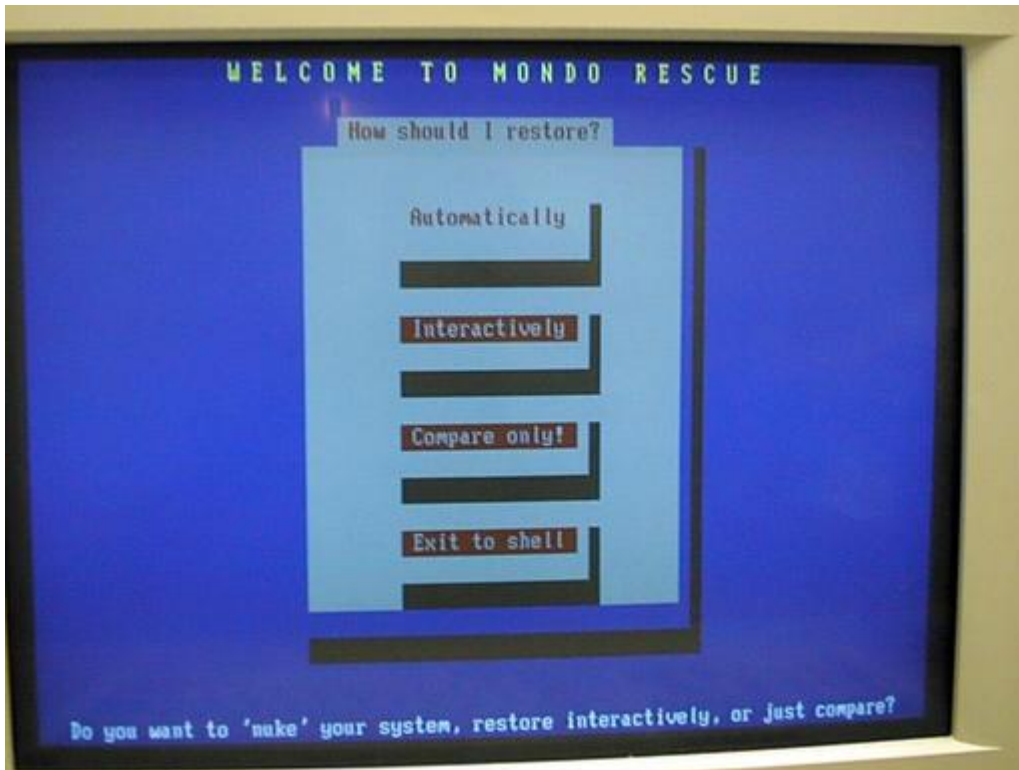 WELCOME TO MONDO RESCUE
How should I restore?
Automatically
Interactively
Compare only!
Exit to shell
Do you want to 'nuke' your system, restore interactively, or just compare?